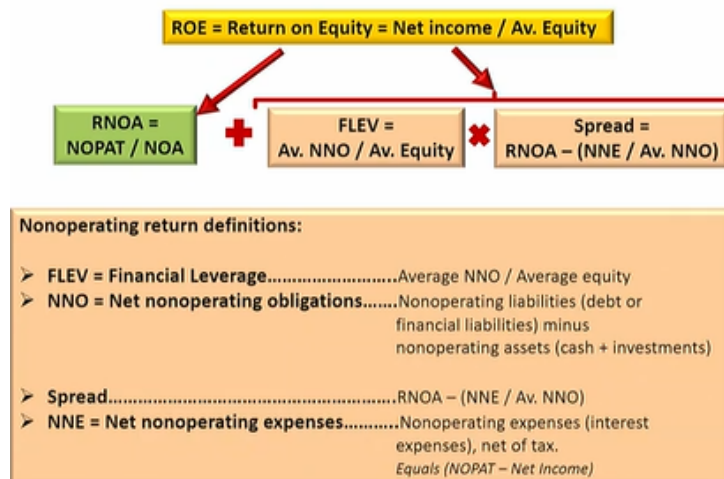 ROE = Return on Equity = Net income / Av. Equity
RNOA =
NOPAT / NOA
FLEV =
Av. NNO / Av. Equity
Spread =
RNOA – (NNE / Av. NNO)
Nonoperating return definitions:
➢ FLEV = Financial Leverage..............................Average NNO / Average equity
➢ NNO = Net nonoperating obligations.......Nonoperating liabilities (debt or
financial liabilities) minus
nonoperating assets (cash + investments)
➢ Spread.................................................................RNOA – (NNE / Av. NNO)
➢ NNE = Net nonoperating expenses............Nonoperating expenses (interest
expenses), net of tax.
Equals (NOPAT – Net Income)